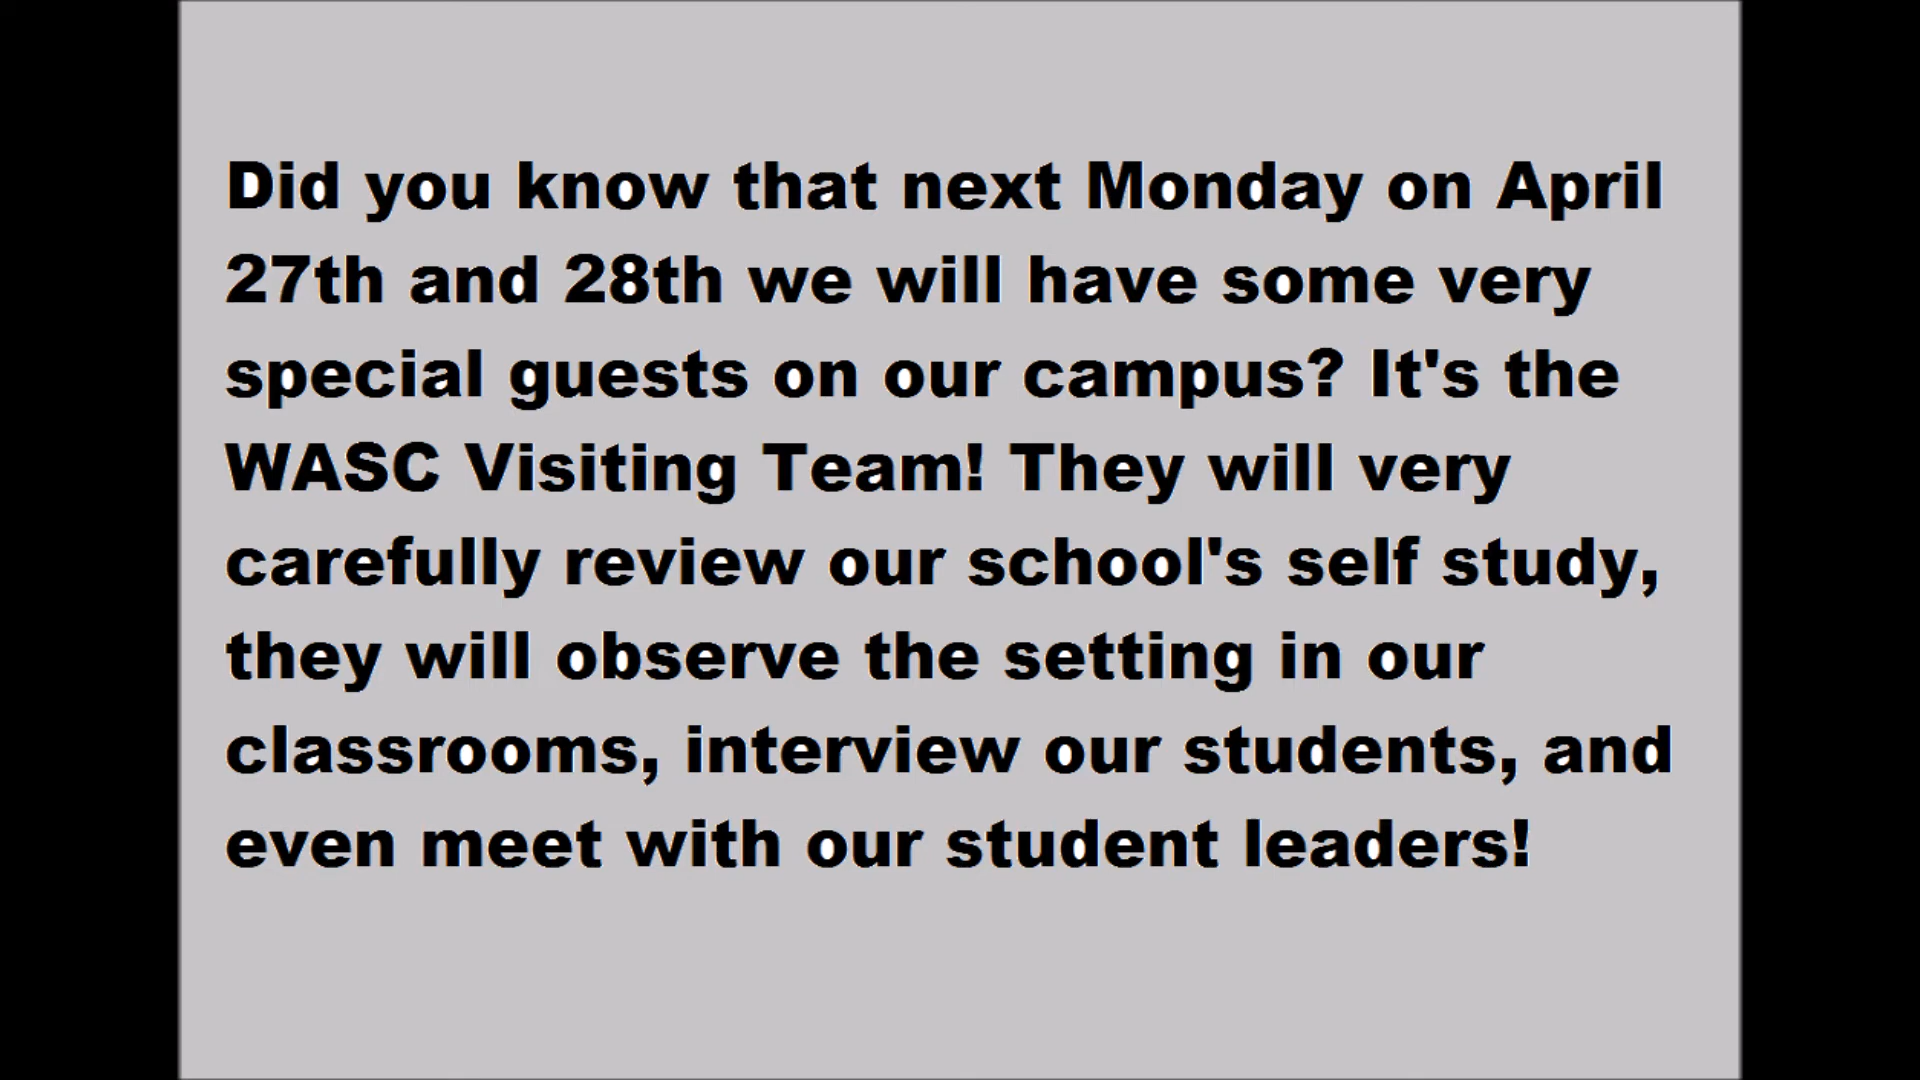 Did you know that next Monday on April
27th and 28th we will have some very
special guests on our campus? It's the
WASC Visiting Team! They will very
carefully review our school's self study,
they will observe the setting in our
classrooms, interview our students, and
even meet with our student leaders!